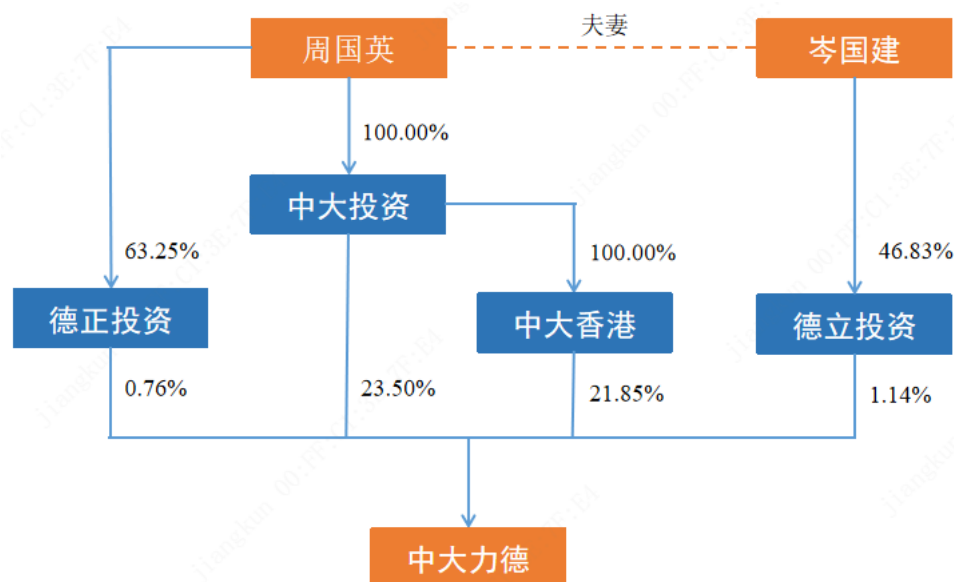 夫妻
周国英
岑国建
100.00%
中大投资
63.25%
100.00%
46.83%
德正投资
中大香港
德立投资
0.76%
23.50%
21.85%
1.14%
中大力德